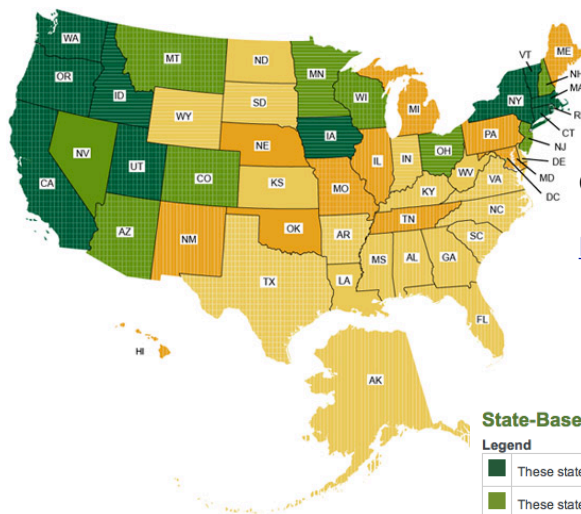 WA
MT
ND
MN
VT
ME
NH
MA
OR
ID
SD
WI
NY
R
CT
WY
MI
NJ
NV
NE
IA
PA
DE
MD
DC
UT
CO
IL
IN
OH
CA
KS
MO
WV
VA
KY
NC
AZ
NM
OK
AR
TN
SC
MS
AL
GA
TX
LA
FL
HI
AK
State-Base
Legend
These state
These state